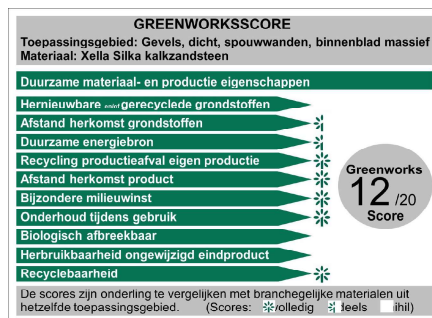 GREENWORKSSCORE
Toepassingsgebied: Gevels, dicht, spouwwanden, binnenblad massief
Materiaal: Xella Silka kalkzandsteen
Duurzame materiaal- en productie eigenschappen
Hernieuwbare en/of gerecyclede grondstoffen
Afstand herkomst grondstoffen
Duurzame energiebron
Recycling productieafval eigen productie
Afstand herkomst product
Bijzondere milieuwinst
Onderhoud tijdens gebruik
Biologisch afbreekbaar
Herbruikbaarheid ongewijzigd eindproduct
Recyclebaarheid
Greenworks
12 /20
Score
De scores zijn onderling te vergelijken met branchegelijke materialen uit
hetzelfde toepassingsgebied. (Scores: volledig deels ihil)